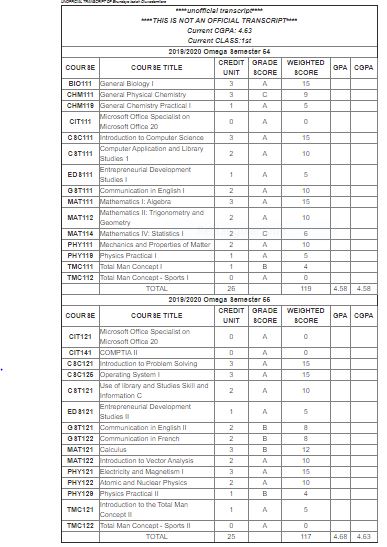 ****unofficial transcript****
****THIS IS NOT AN OFFICIAL TRANSCRIPT****
Current CGPA: 4.63
Current CLASS:1st
2019/2020 Omega Semester 54
COURSE COURSE TITLE CREDIT UNIT GRADE SCORE WEIGHTED SCORE GPA CGPA
BIO111 General Biology I 3 A 15
CHM111 General Physical Chemistry 3 C 9
CHM119 General Chemistry Practical I 1 A 5
CIT111 Microsoft Office Specialist on Microsoft Office 20 0 A 0
CSC111 Introduction to Computer Science 3 A 15
CST111 Computer Application and Library Studies 1 2 A 10
EDS111 Entrepreneurial Development Studies I 1 A 5
GST111 Communication in English I 2 A 10
MAT111 Mathematics I: Algebra 3 A 15
MAT112 Mathematics II: Trigonometry and Geometry 2 A 10
MAT114 Mathematics IV: Statistics I 2 C 6
PHY111 Mechanics and Properties of Matter 2 A 10
PHY119 Physics Practical I 1 A 5
TMC111 Total Man Concept I 1 B 4
TMC112 Total Man Concept - Sports I 0 A 0
TOTAL 26 119 4.58 4.58
2019/2020 Omega Semester 55
COURSE COURSE TITLE CREDIT UNIT GRADE SCORE WEIGHTED SCORE GPA CGPA
CIT121 Microsoft Office Specialist on Microsoft Office 20 0 A 0
CIT141 COMPTIA II 0 A 0
CSC121 Introduction to Problem Solving 3 A 15
CSC125 Operating System I 3 A 15
CST121 Use of library and Studies Skill and Information C 2 A 10
EDS121 Entrepreneurial Development Studies II 1 A 5
GST121 Communication in English II 2 B 8
GST122 Communication in French 2 B 8
MAT121 Calculus 3 B 12
MAT122 Introduction to Vector Analysis 2 A 10
PHY121 Electricity and Magnetism I 3 A 15
PHY122 Atomic and Nuclear Physics 2 A 10
PHY129 Physics Practical II 1 B 4
TMC121 Introduction to the Total Man Concept II 1 A 5
TMC122 Total Man Concept - Sports II 0 A 0
TOTAL 25 117 4.68 4.63